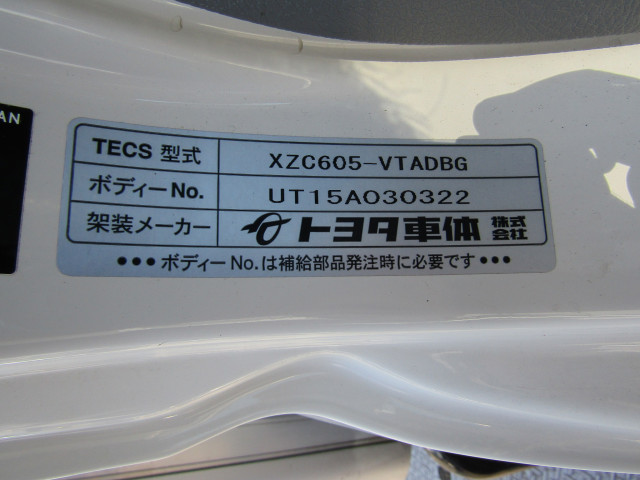 AN
TECS 型式 XZC605-VTADBG
ボディーNo. UT15A030322
架装メーカー トヨタ車体 株式会社
•••ボディーNo.は補給部品発注時に必要です•••